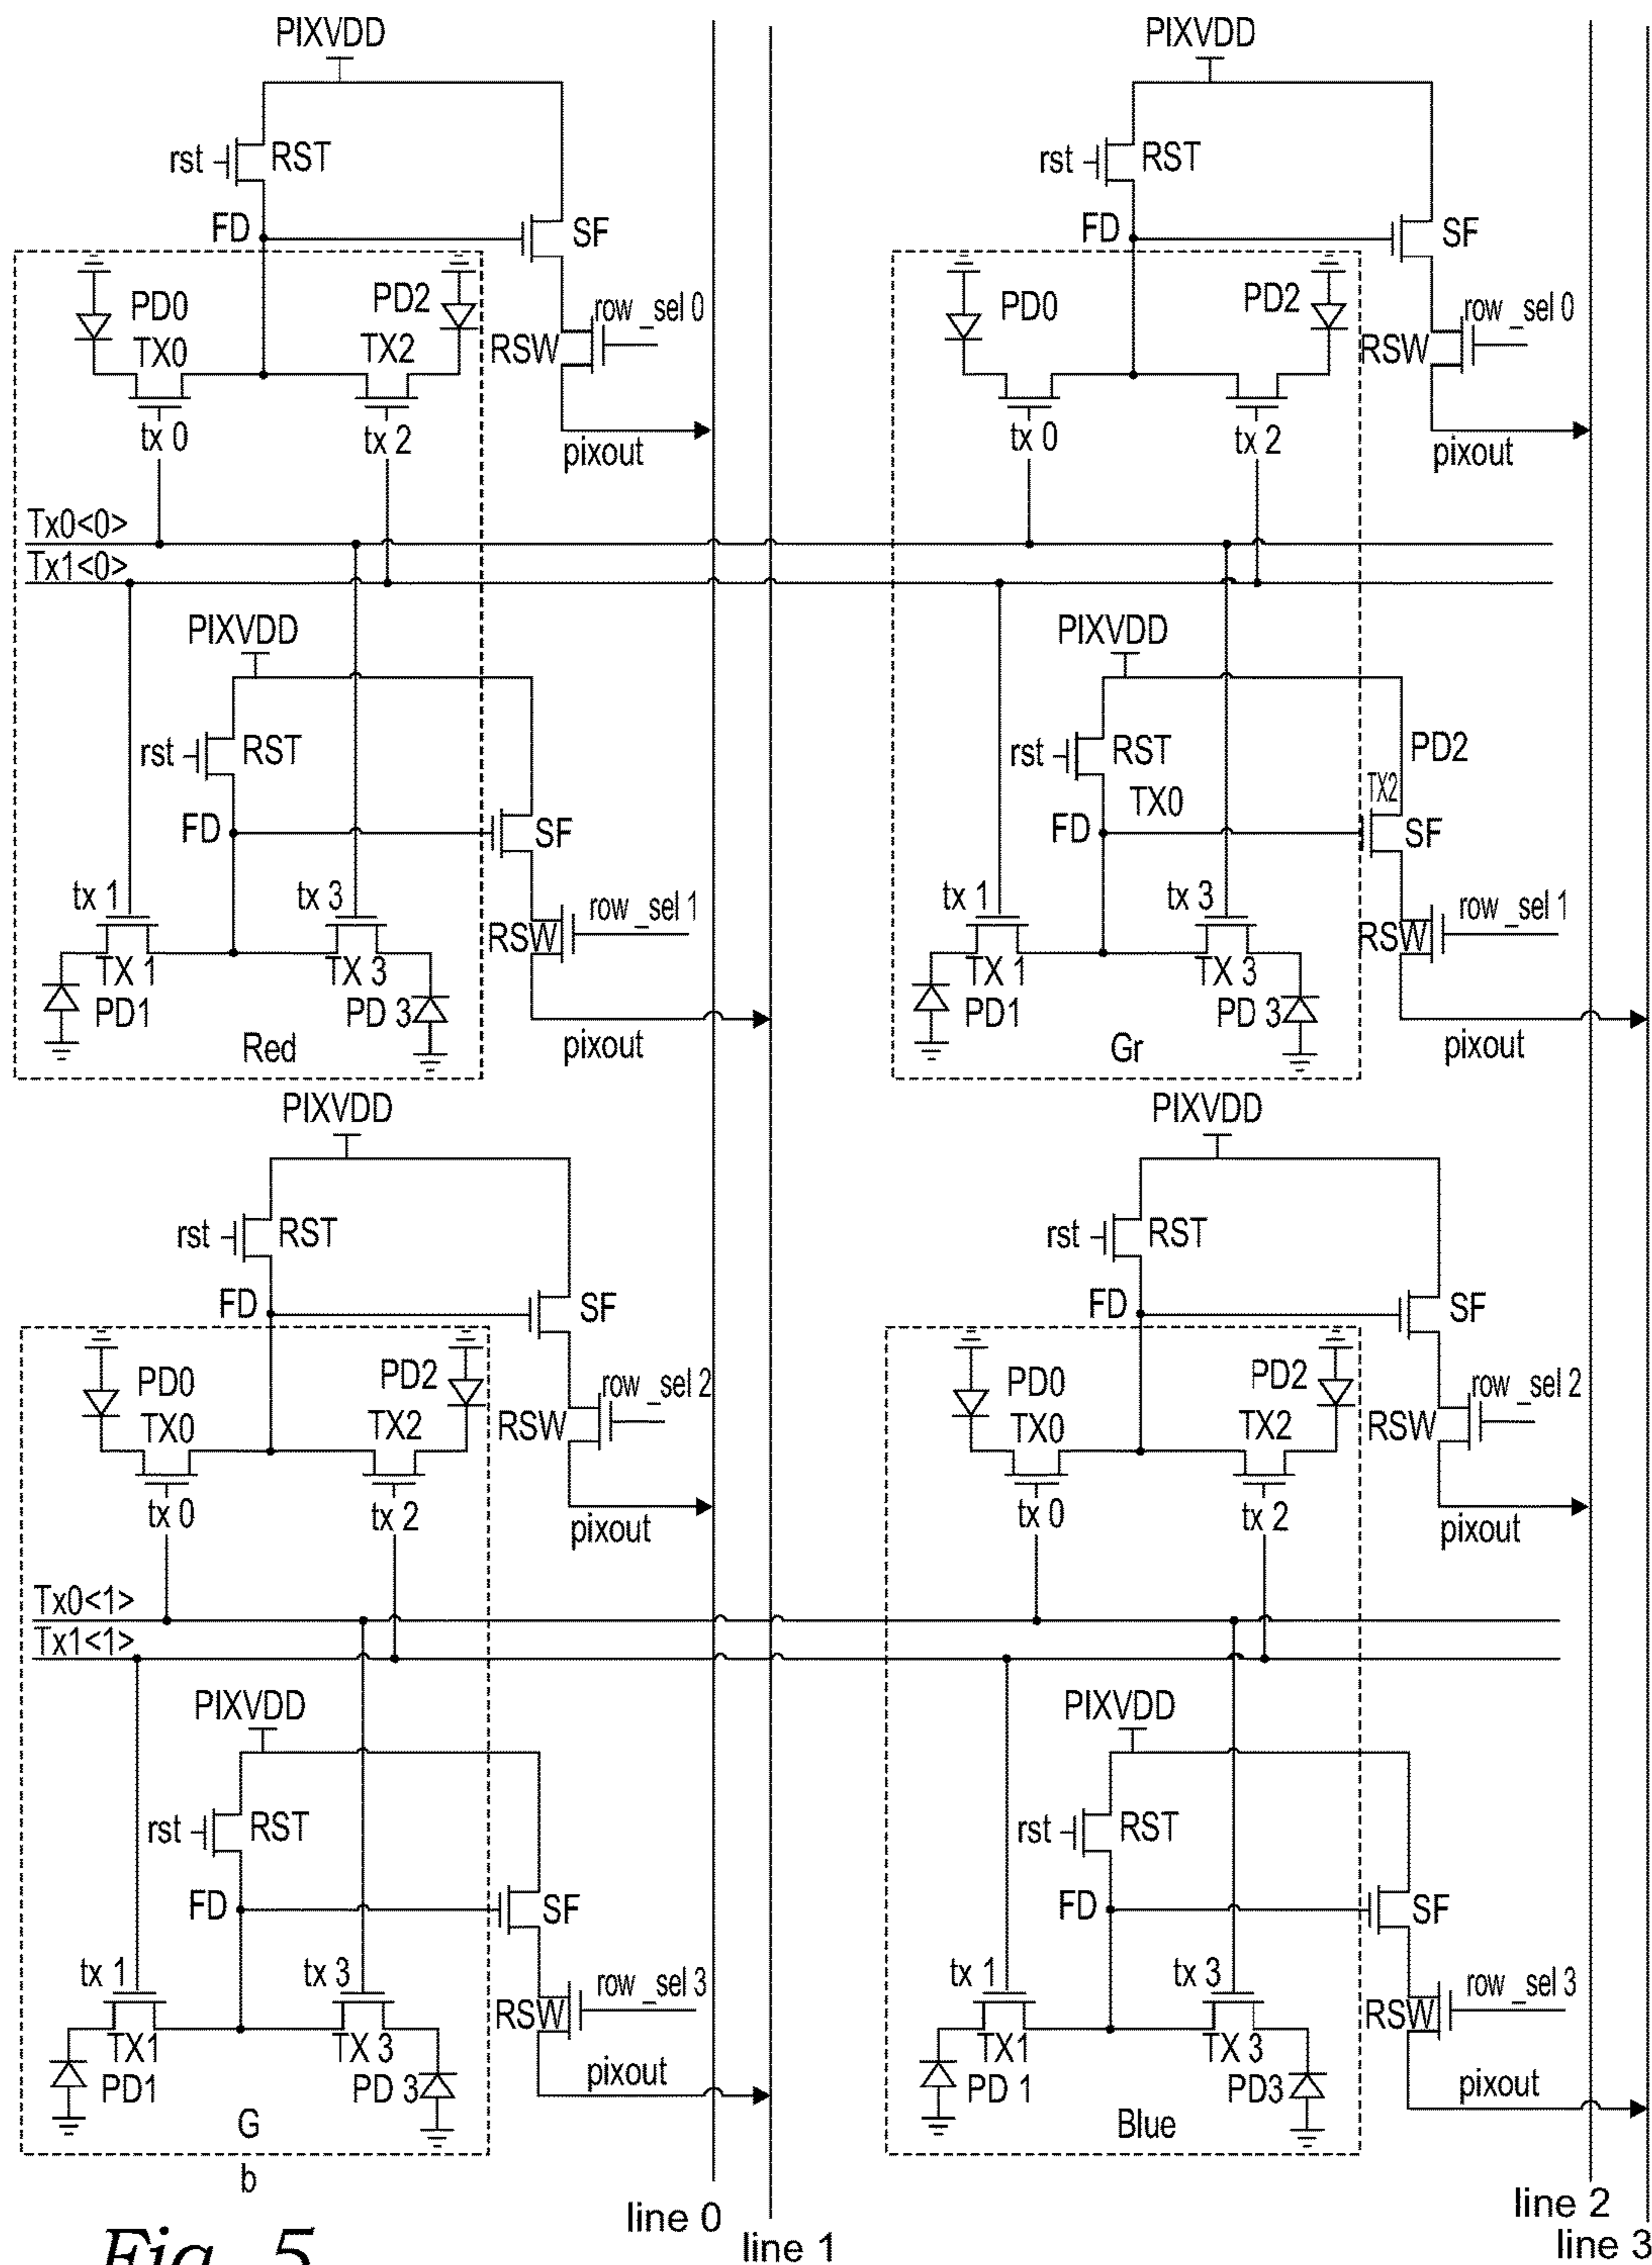 PIXVDD PIXVDD
rst RST rst RST
FD SF FD SF
PD0 PD2 row_sel 0 PD0 PD2 row_sel 0
TX0 TX2 RSW RSW
tx 0 tx 2 pixout tx 0 tx 2 pixout
Tx0<0>
Tx1<0>
PIXVDD PIXVDD
rst RST rst RST PD2
TX0 TX2
FD SF FD SF
tx 1 tx 3 row_sel 1 tx 1 tx 3 row_sel 1
RSW RSW
TX 1 TX 3 TX 1 TX 3
PD1 PD 3 PD1 PD 3
Red pixout Gr pixout
PIXVDD PIXVDD
rst RST rst RST
FD SF FD SF
PD0 PD2 row_sel 2 PD0 PD2 row_sel 2
TX0 TX2 RSW TX0 TX2 RSW
tx 0 tx 2 pixout tx 0 tx 2 pixout
Tx0<1>
Tx1<1>
PIXVDD PIXVDD
rst RST rst RST
FD SF FD SF
tx 1 tx 3 row_sel 3 tx 1 tx 3 row_sel 3
RSW RSW
TX1 TX 3 TX1 TX 3
PD1 PD 3 pixout PD 1 PD3 pixout
G Blue
b
line 0 line 2
line 1 line 3
Fig. 5